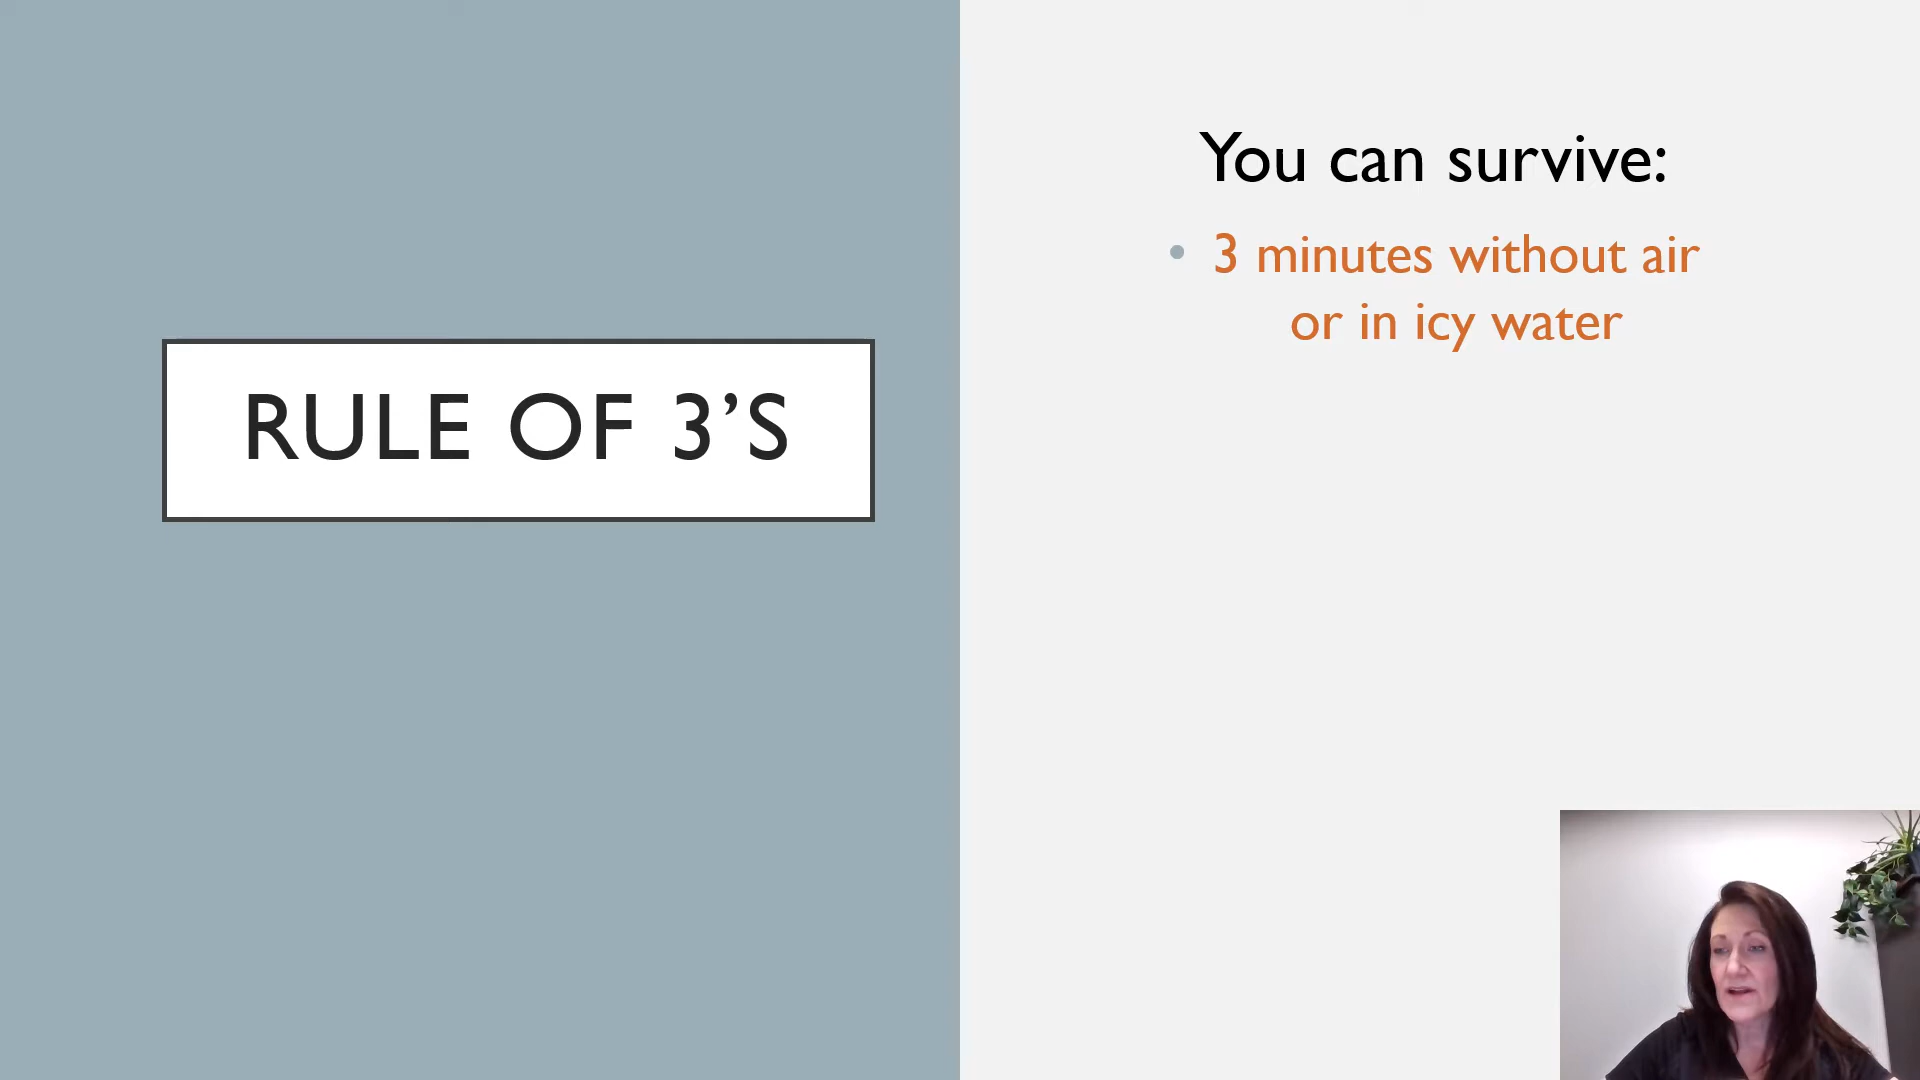 RULE OF 3’S
You can survive:
• 3 minutes without air
or in icy water